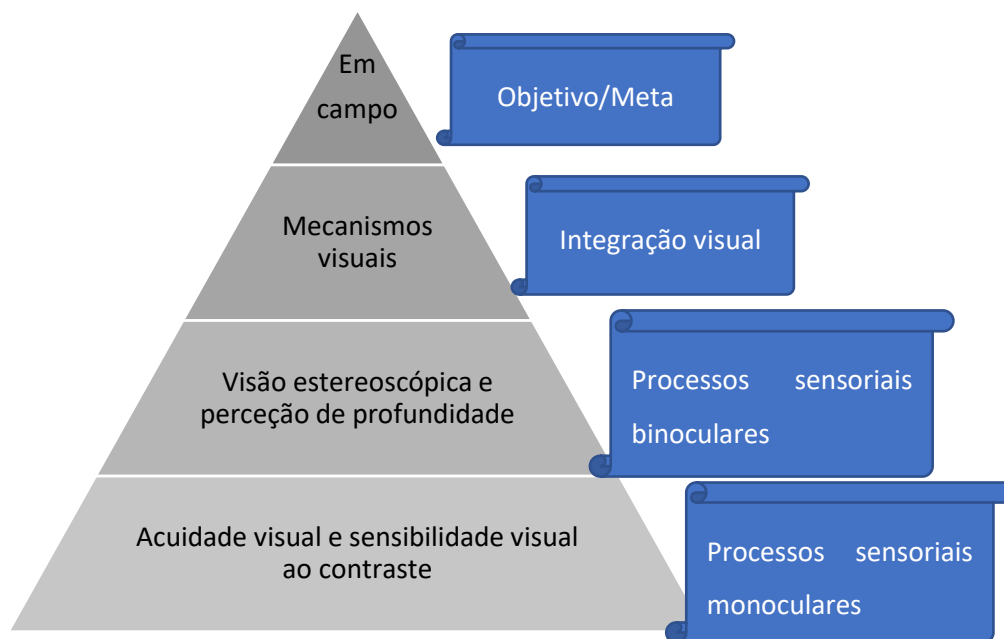 Em
campo
Objetivo/Meta
Mecanismos
visuais
Integração visual
Visão estereoscópica e
perceção de profundidade
Processos sensoriais
binoculares
Acuidade visual e sensibilidade visual
ao contraste
Processos sensoriais
monoculares